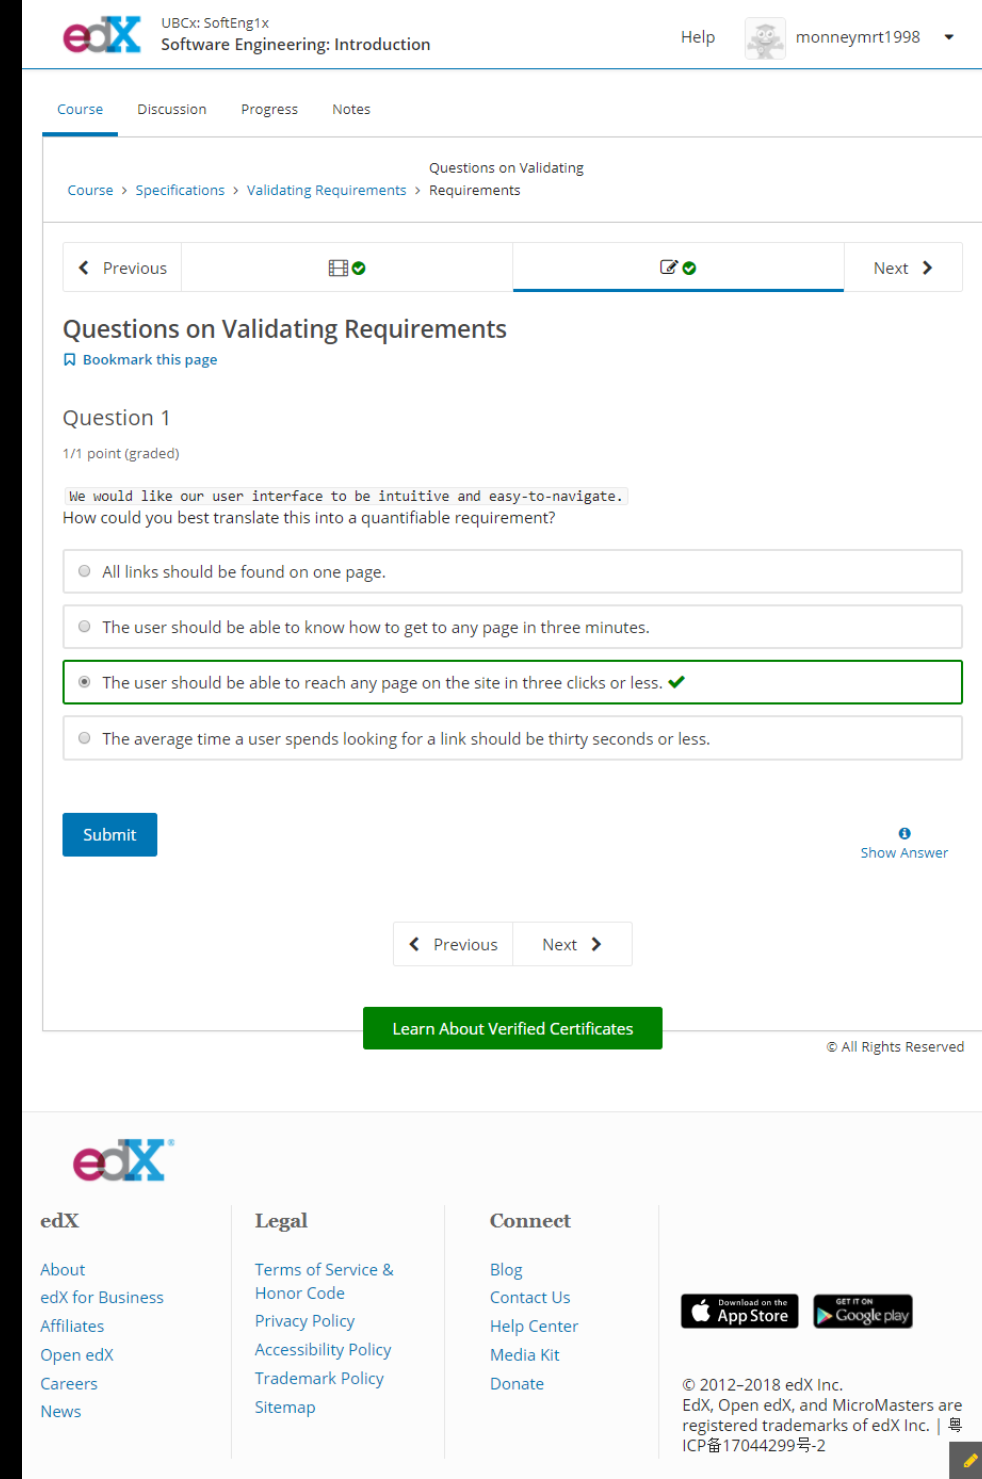 edX
UBCx: SoftEng1x
Software Engineering: Introduction
Help
monneymrt1998
Course
Discussion
Progress
Notes
Course > Specifications > Validating Requirements > Questions on Validating
Requirements
Previous
Next
Questions on Validating Requirements
Bookmark this page
Question 1
1/1 point (graded)
We would like our user interface to be intuitive and easy-to-navigate.
How could you best translate this into a quantifiable requirement?
All links should be found on one page.
The user should be able to know how to get to any page in three minutes.
The user should be able to reach any page on the site in three clicks or less.
The average time a user spends looking for a link should be thirty seconds or less.
Submit
Show Answer
Previous
Next
Learn About Verified Certificates
© All Rights Reserved
edX®
edX
About
edX for Business
Affiliates
Open edX
Careers
News
Legal
Terms of Service &
Honor Code
Privacy Policy
Accessibility Policy
Trademark Policy
Sitemap
Connect
Blog
Contact Us
Help Center
Media Kit
Donate
Download on the
App Store
GET IT ON
Google play
© 2012–2018 edX Inc.
EdX, Open edX, and MicroMasters are
registered trademarks of edX Inc. | 粤
ICP备17044299号-2